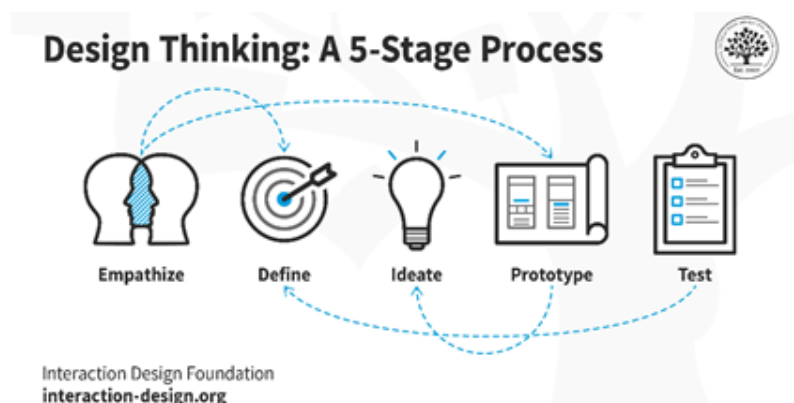 Design Thinking: A 5-Stage Process
Empathize
Define
Ideate
Prototype
Test
Interaction Design Foundation
interaction-design.org